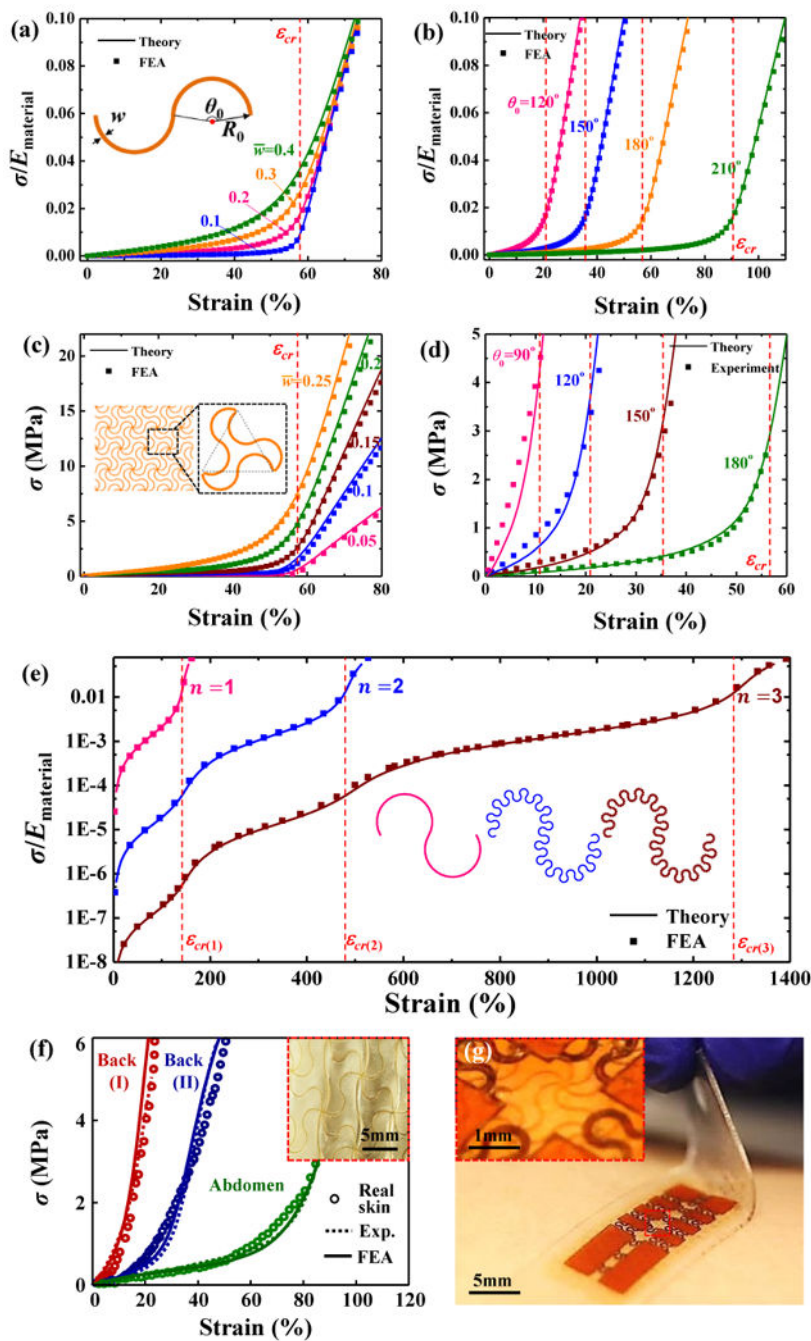 (a)
0.10
0.08
0.06
0.04
0.02
0.00
σ/E_material
Theory
FEA
ε_cr
w
θ_0
R_0
w̅=0.4
0.3
0.2
0.1
0 20 40 60 80
Strain (%)
(b)
0.10
0.08
0.06
0.04
0.02
0.00
σ/E_material
Theory
FEA
θ_0=120°
150°
180°
210°
ε_cr
0 20 40 60 80 100
Strain (%)
(c)
20
15
10
5
0
σ (MPa)
Theory
FEA
ε_cr
w̅=0.25
0.2
0.15
0.1
0.05
0 20 40 60 80
Strain (%)
(d)
5
4
3
2
1
0
σ (MPa)
θ_0=90°
Theory
Experiment
120°
150°
180°
ε_cr
0 10 20 30 40 50 60
Strain (%)
(e)
0.01
1E-3
1E-4
1E-5
1E-6
1E-7
1E-8
σ/E_material
n = 1
n = 2
n = 3
Theory
FEA
ε_cr(1)
ε_cr(2)
ε_cr(3)
0 200 400 600 800 1000 1200 1400
Strain (%)
(f)
6
4
2
0
σ (MPa)
Back
(I)
Back
(II)
5mm
Abdomen
Real
skin
Exp.
FEA
0 20 40 60 80 100 120
Strain (%)
(g)
1mm
5mm